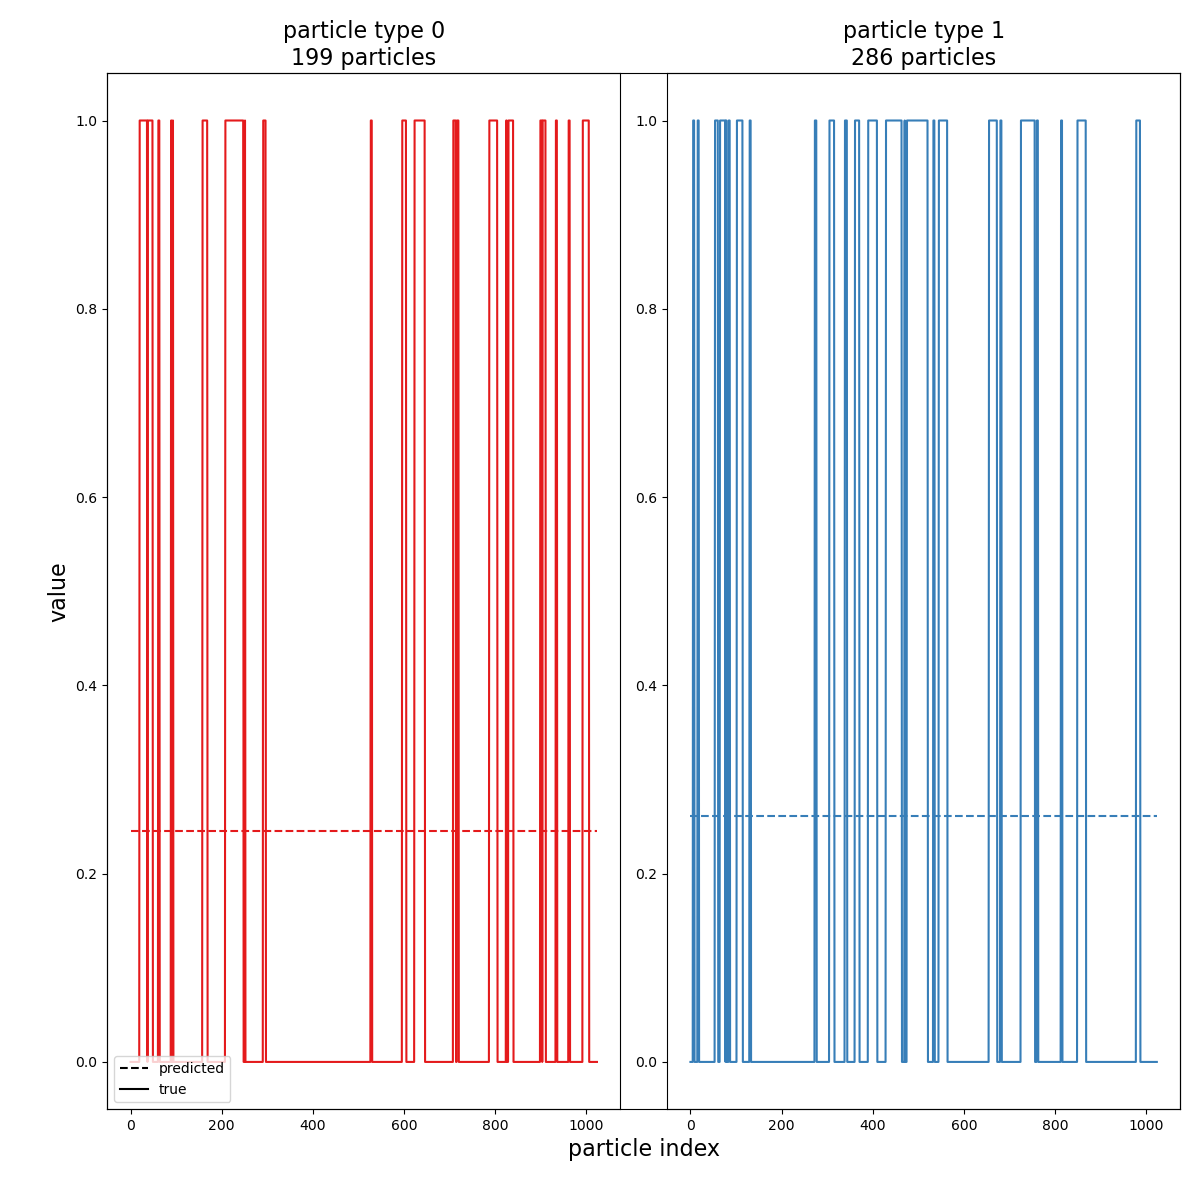 particle type 0
199 particles
particle type 1
286 particles
1.0
0.8
0.6
0.4
0.2
0.0
1.0
0.8
0.6
0.4
0.2
0.0
value
predicted
true
0 200 400 600 800 1000
0 200 400 600 800 1000
particle index